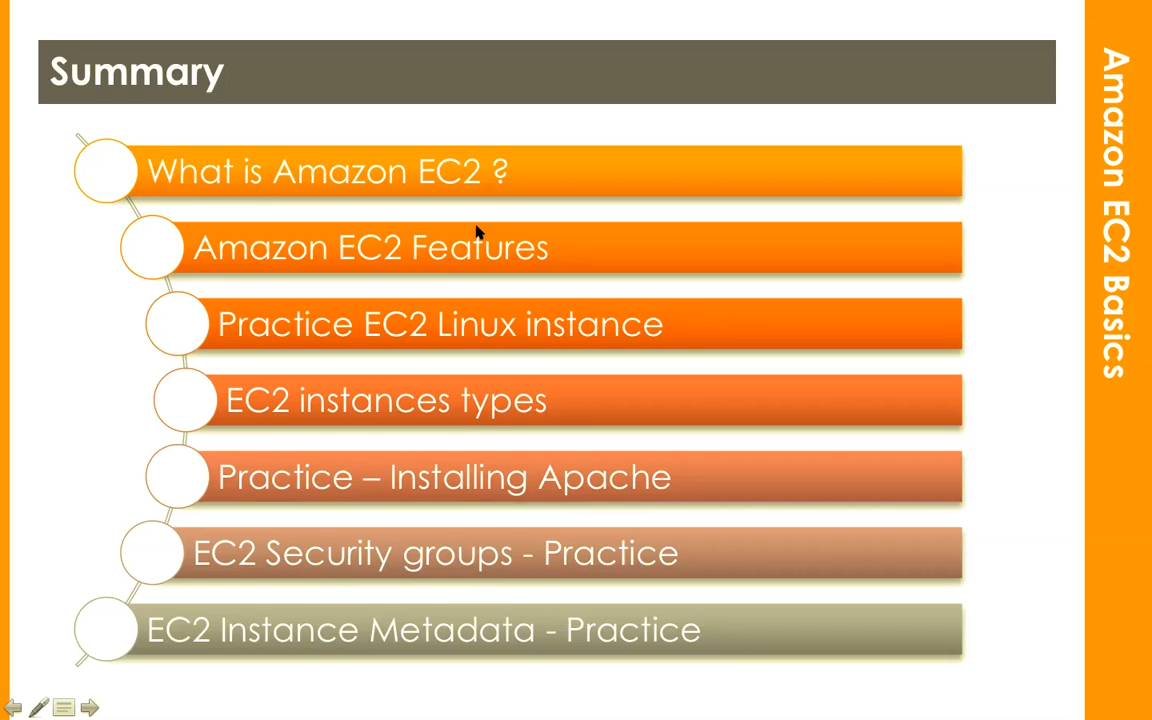 Summary
What is Amazon EC2 ?
Amazon EC2 Features
Practice EC2 Linux instance
EC2 instances types
Practice – Installing Apache
EC2 Security groups - Practice
EC2 Instance Metadata - Practice
Amazon EC2 Basics